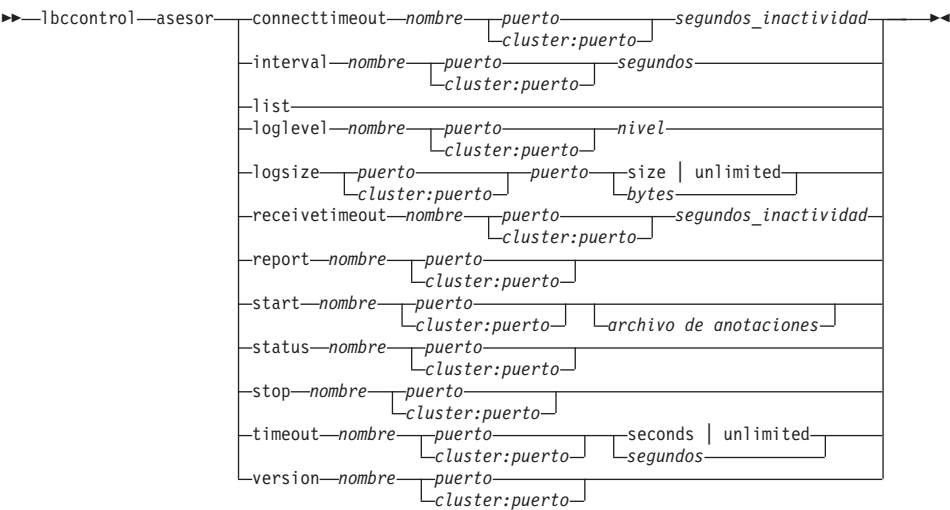 lbccontrol asesor connecttimeout nombre puerto segundos_inactividad
cluster:puerto
interval nombre puerto segundos
cluster:puerto
list
loglevel nombre puerto nivel
cluster:puerto
logsize puerto puerto size | unlimited
cluster:puerto bytes
receivetimeout nombre puerto segundos_inactividad
cluster:puerto
report nombre puerto
cluster:puerto
start nombre puerto
cluster:puerto archivo de anotaciones
status nombre puerto
cluster:puerto
stop nombre puerto
cluster:puerto
timeout nombre puerto seconds | unlimited
cluster:puerto segundos
version nombre puerto
cluster:puerto